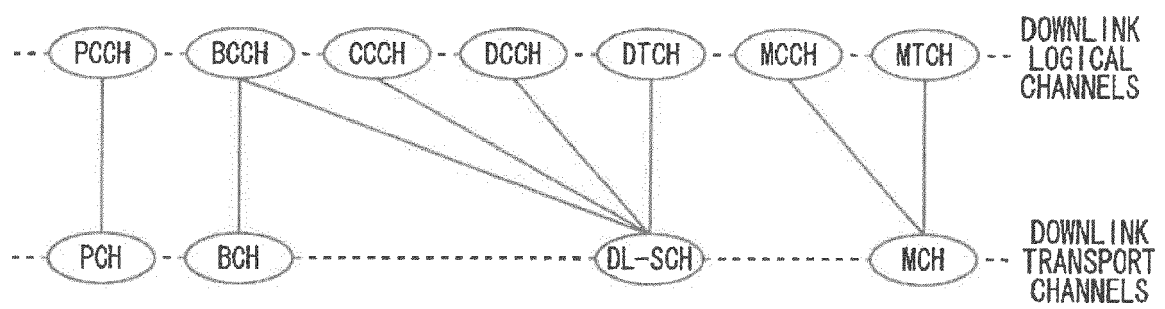 PCCH BCCH CCCH DCCH DTCH MCCH MTCH
DOWNLINK
LOGICAL
CHANNELS
PCH BCH DL-SCH MCH
DOWNLINK
TRANSPORT
CHANNELS